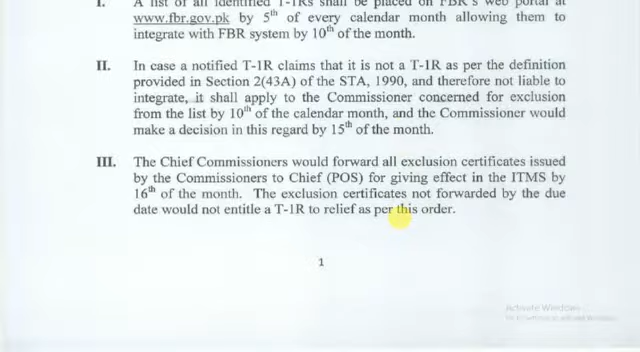 I. A list of all identified T-1Rs shall be placed on FBR's web portal at
www.fbr.gov.pk by 5th of every calendar month allowing them to
integrate with FBR system by 10th of the month.
II. In case a notified T-1R claims that it is not a T-1R as per the definition
provided in Section 2(43A) of the STA, 1990, and therefore not liable to
integrate, it shall apply to the Commissioner concerned for exclusion
from the list by 10th of the calendar month, and the Commissioner would
make a decision in this regard by 15th of the month.
III. The Chief Commissioners would forward all exclusion certificates issued
by the Commissioners to Chief (POS) for giving effect in the ITMS by
16th of the month. The exclusion certificates not forwarded by the due
date would not entitle a T-1R to relief as per this order.
1
Activate Windows